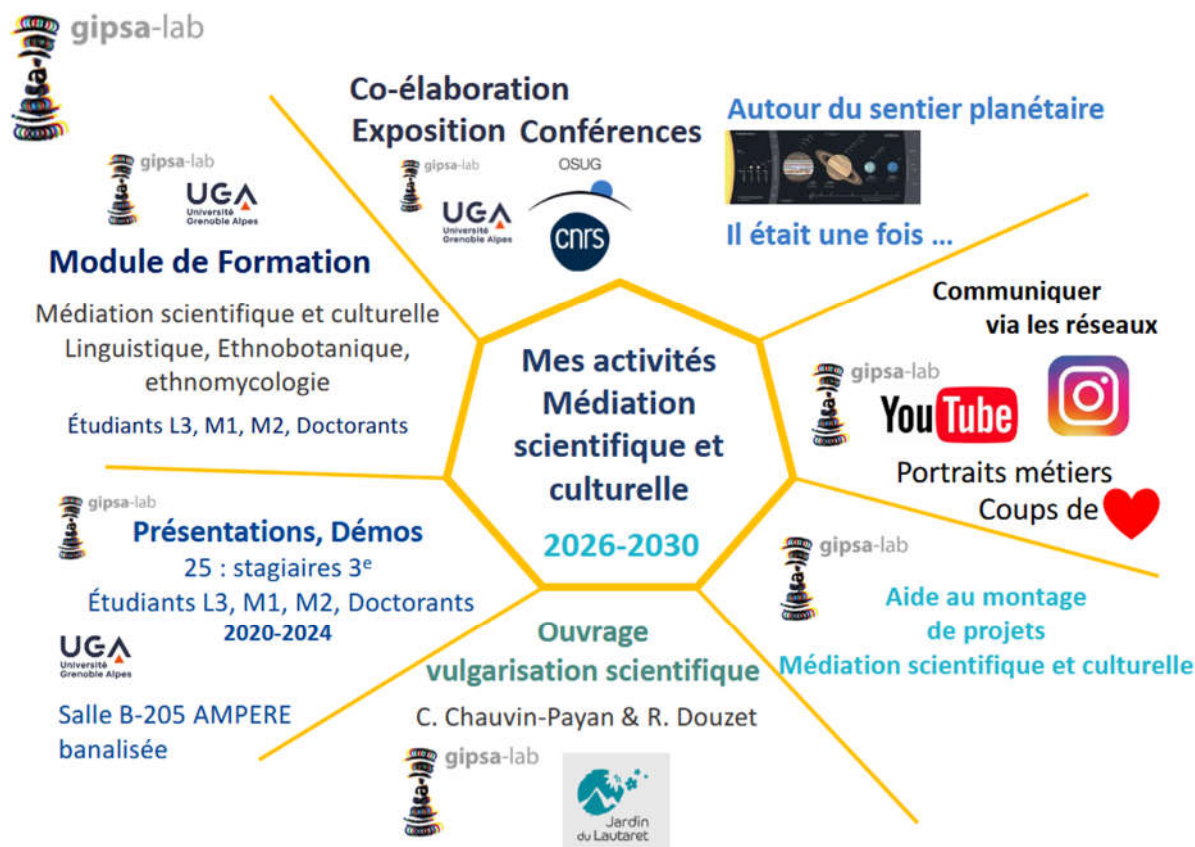 gipsa-lab
Co-élaboration
Exposition Conférences
gipsa-lab
UGA
Université
Grenoble Alpes
OSUG
cnrs
Autour du sentier planétaire
Il était une fois ...
gipsa-lab
UGA
Université
Grenoble Alpes
Module de Formation
Médiation scientifique et culturelle
Linguistique, Ethnobotanique,
ethnomycologie
Étudiants L3, M1, M2, Doctorants
Mes activités
Médiation
scientifique et
culturelle
2026-2030
Communiquer
via les réseaux
gipsa-lab
YouTube
Portraits métiers
Coups de
gipsa-lab
Présentations, Démos
25 : stagiaires 3e
Étudiants L3, M1, M2, Doctorants
2020-2024
UGA
Université
Grenoble Alpes
Salle B-205 AMPERE
banalisée
Ouvrage
vulgarisation scientifique
C. Chauvin-Payan & R. Douzet
gipsa-lab
Jardin
du Lautaret
gipsa-lab
Aide au montage
de projets
Médiation scientifique et culturelle